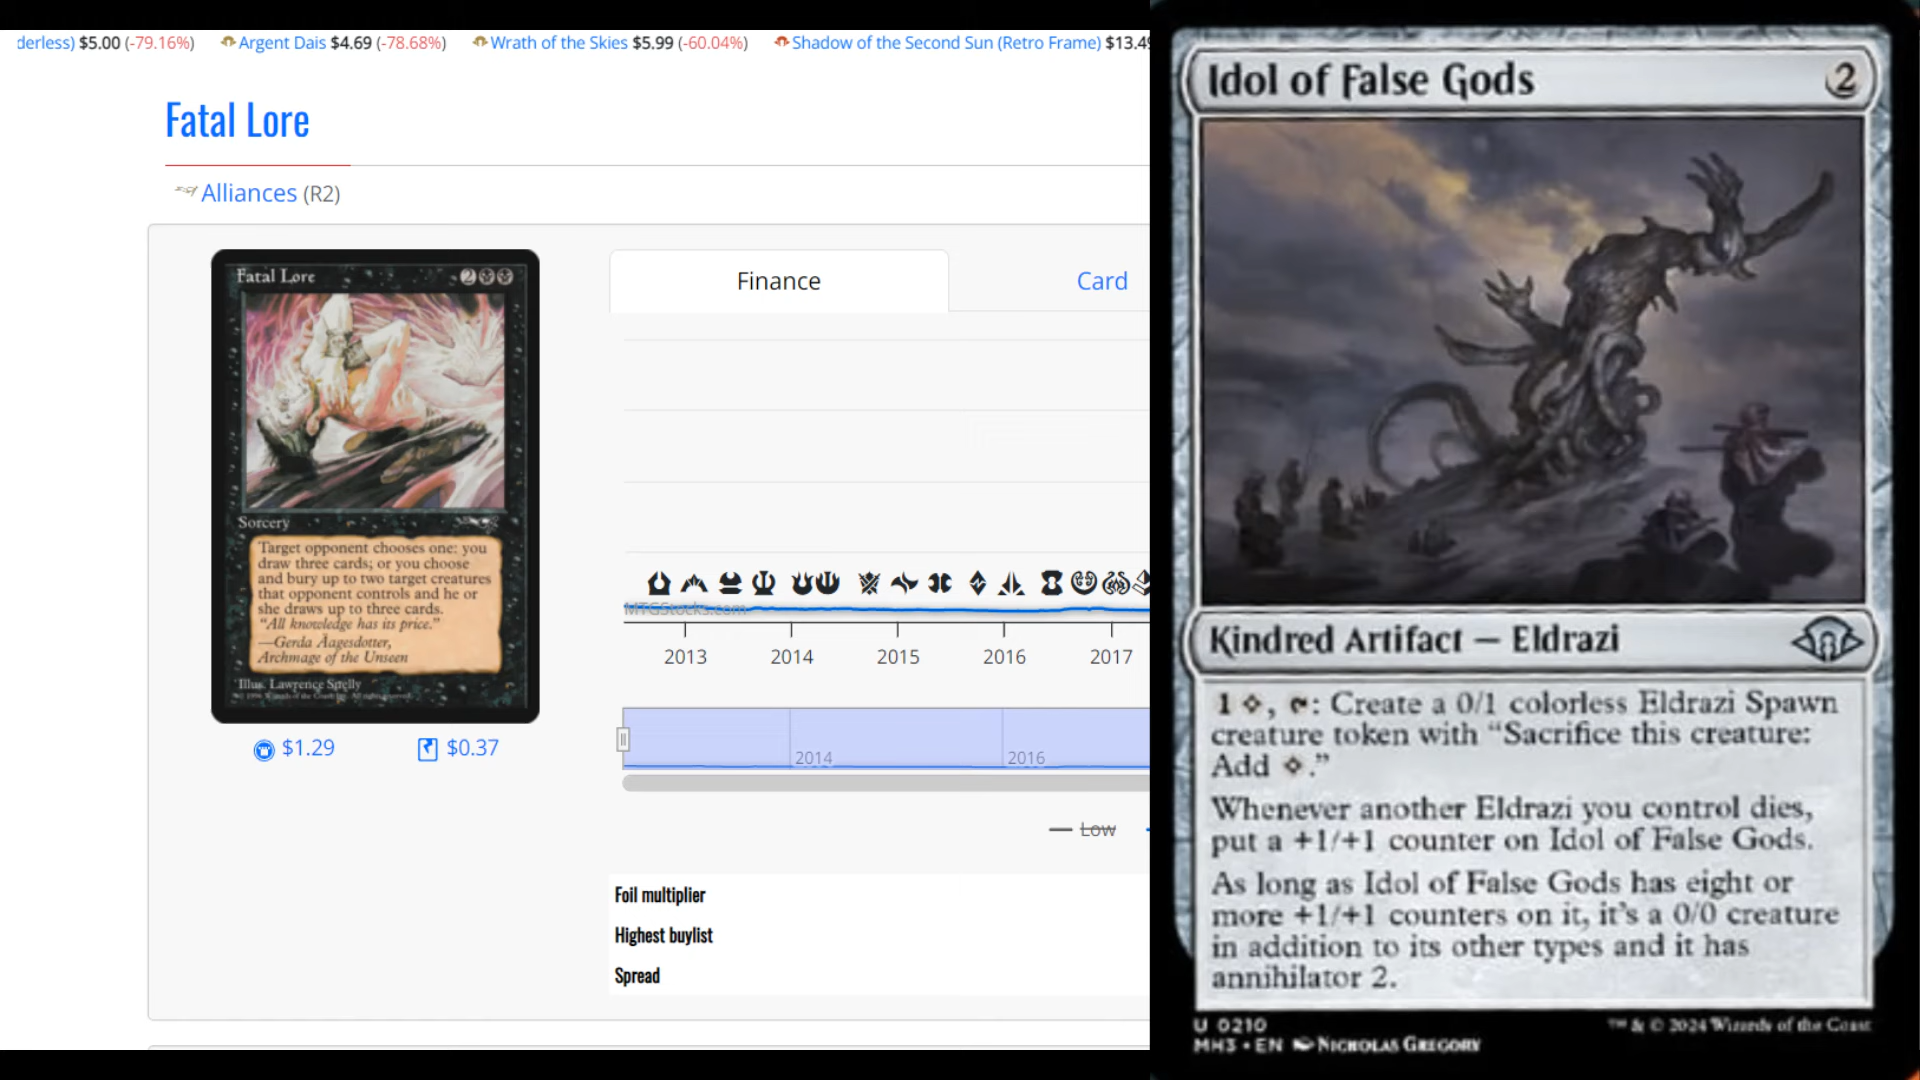 derless) $5.00 (-79.16%) Argent Dais $4.69 (-78.68%) Wrath of the Skies $5.99 (-60.04%) Shadow of the Second Sun (Retro Frame) $13.49
Fatal Lore
Alliances (R2)
Fatal Lore 2
Sorcery
Target opponent chooses one: you
draw three cards; or you choose
and bury up to two target creatures
that opponent controls and he or
she draws up to three cards.
"All knowledge has its price."
—Gerda Äagesdotter,
Archmage of the Unseen
Illus. Lawrence Snelly
$1.29 $0.37
Finance Card
MTGStocks.com
2013 2014 2015 2016 2017
2014 2016
Low
Foil multiplier
Highest buylist
Spread
Idol of False Gods 2
Kindred Artifact — Eldrazi
1 , : Create a 0/1 colorless Eldrazi Spawn
creature token with “Sacrifice this creature:
Add .”
Whenever another Eldrazi you control dies,
put a +1/+1 counter on Idol of False Gods.
As long as Idol of False Gods has eight or
more +1/+1 counters on it, it's a 0/0 creature
in addition to its other types and it has
annihilator 2.
U 0210
MH3 • EN Nicholas Gregory
™ & © 2024 Wizards of the Coast